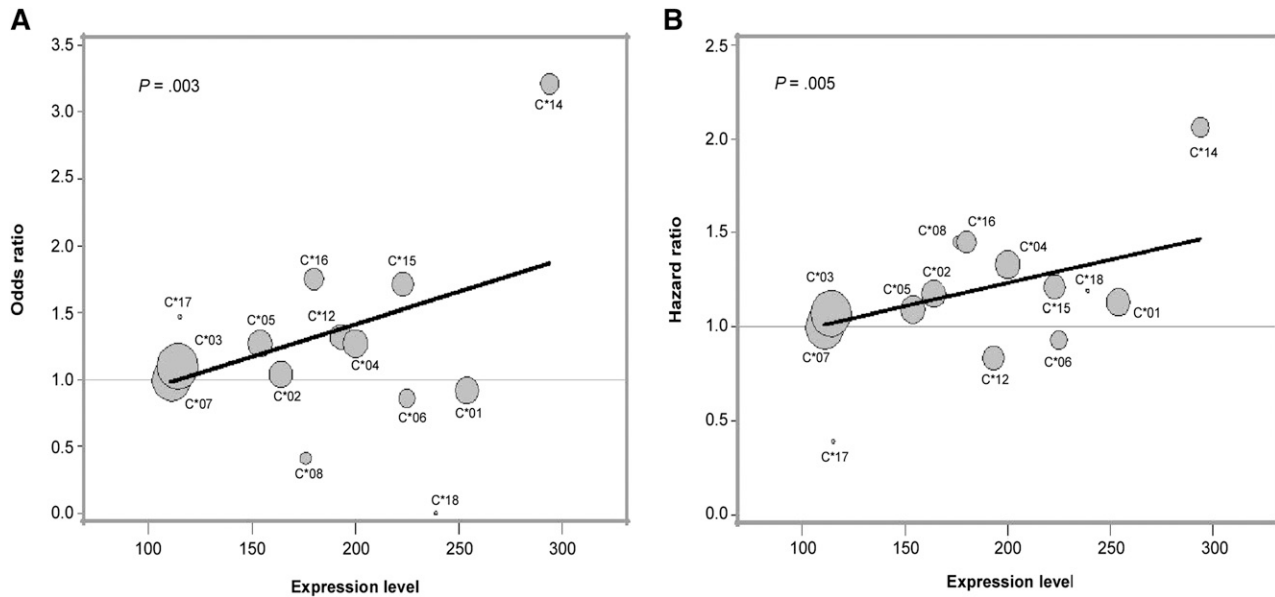 A
3.5
P = .003
3.0
C*14
2.5
2.0
Odds ratio
C*16
C*15
1.5
C*17
C*05
C*12
C*03
C*04
1.0
C*02
C*07
C*06
C*01
0.5
C*08
C*18
0.0
100
150
200
250
300
Expression level
B
2.5
P = .005
2.0
C*14
1.5
C*08
C*16
C*04
Hazard ratio
C*03
C*02
C*18
C*05
C*15
C*01
1.0
C*07
C*06
C*12
0.5
C*17
0.0
100
150
200
250
300
Expression level